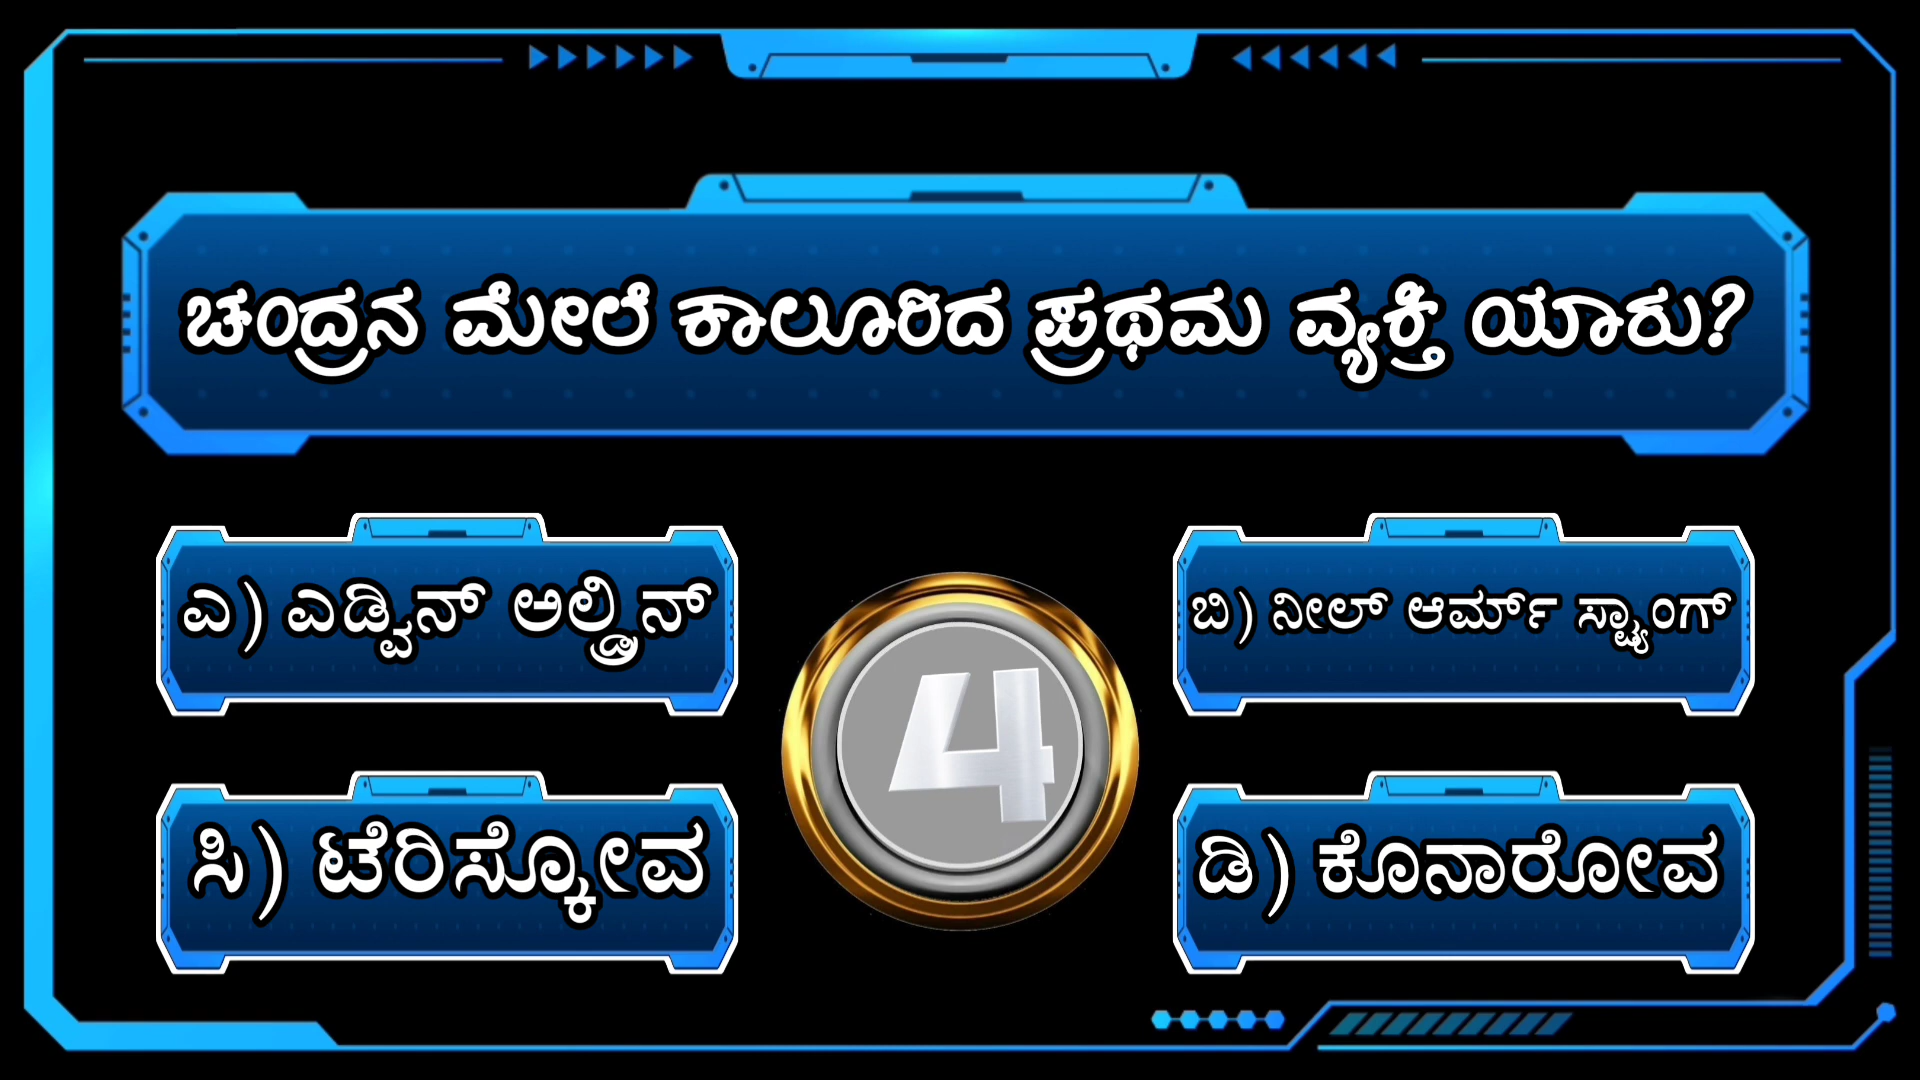 ಚಂದ್ರನ ಮೇಲೆ ಕಾಲೂರಿದ ಪ್ರಥಮ ವ್ಯಕ್ತಿ ಯಾರು?
ಎ) ಎಡ್ವಿನ್ ಅಲ್ಡ್ರಿನ್
ಬಿ) ನೀಲ್ ಆರ್ಮ್ ಸ್ಟ್ರಾಂಗ್
4
ಸಿ) ಟೆರಿಸ್ಕೋವ
ಡಿ) ಕೊನಾರೋವ